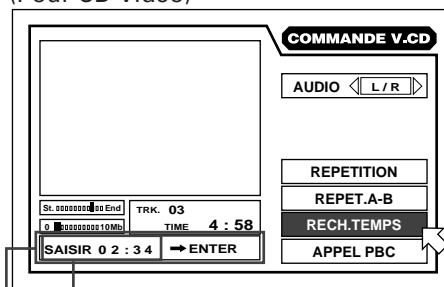 (Pour CD Vidéo)
COMMANDE V.CD
AUDIO L / R
REPETITION
REPET.A-B
RECH.TEMPS
APPEL PBC
St. End
0 10Mb
TRK. 03
TIME 4 : 58
SAISIR 0 2 : 3 4 ➡ ENTER